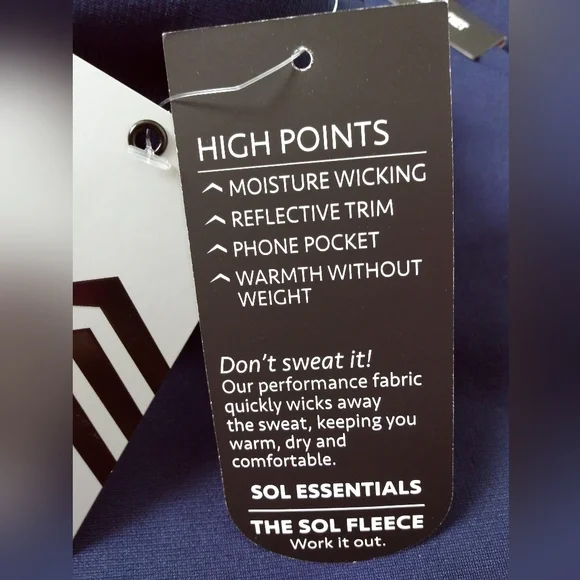 HIGH POINTS
MOISTURE WICKING
REFLECTIVE TRIM
PHONE POCKET
WARMTH WITHOUT
WEIGHT
Don't sweat it!
Our performance fabric
quickly wicks away
the sweat, keeping you
warm, dry and
comfortable.
SOL ESSENTIALS
THE SOL FLEECE
Work it out.